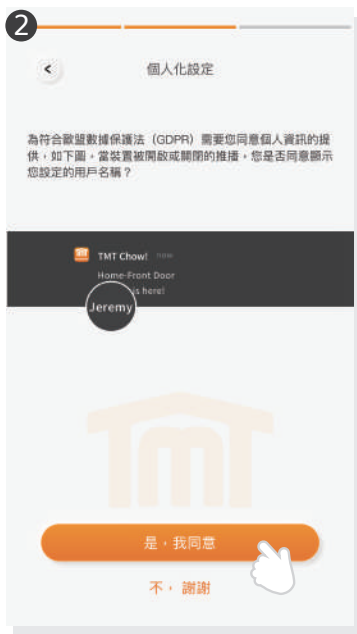 2
個人化設定
為符合歐盟數據保護法（GDPR）需要您同意個人資訊的提
供，如下圖，當裝置被開啟或關閉的推播，您是否同意顯示
您設定的用戶名稱？
TMT Chow! now
Home-Front Door
Jeremy is here!
TMT
是，我同意
不， 謝謝